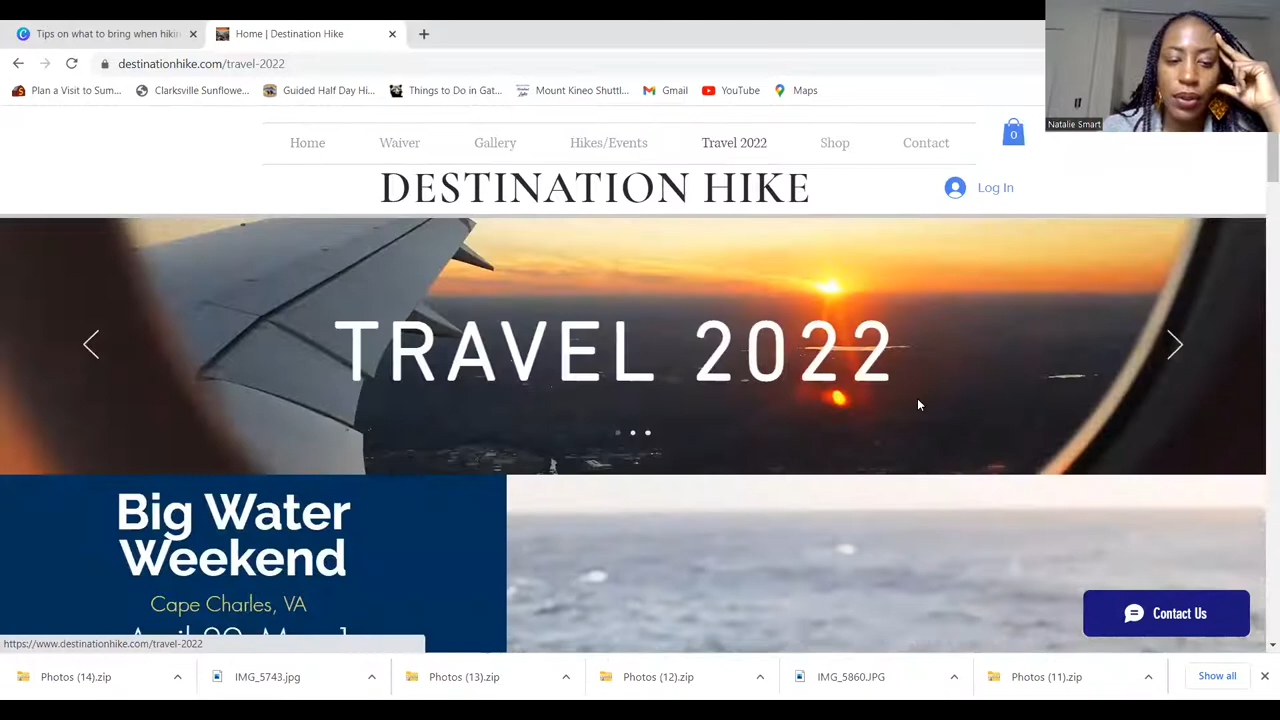 Tips on what to bring when hikin
Home | Destination Hike
destinationhike.com/travel-2022
Plan a Visit to Sum...
Clarksville Sunflowe...
Guided Half Day Hi...
Things to Do in Gat...
Mount Kineo Shuttl...
Gmail
YouTube
Maps
Natalie Smart
Home
Waiver
Gallery
Hikes/Events
Travel 2022
Shop
Contact
0
DESTINATION HIKE
Log In
TRAVEL 2022
Big Water
Weekend
Cape Charles, VA
Contact Us
https://www.destinationhike.com/travel-2022
Photos (14).zip
IMG_5743.jpg
Photos (13).zip
Photos (12).zip
IMG_5860.JPG
Photos (11).zip
Show all